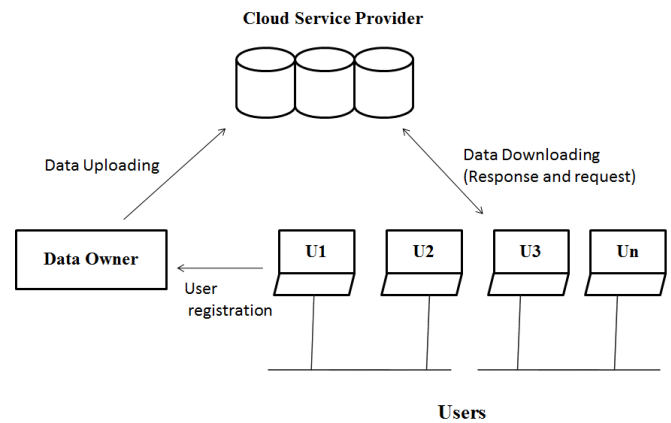 Cloud Service Provider
Data Uploading
Data Downloading
(Response and request)
Data Owner
U1
U2
U3
Un
User
registration
Users